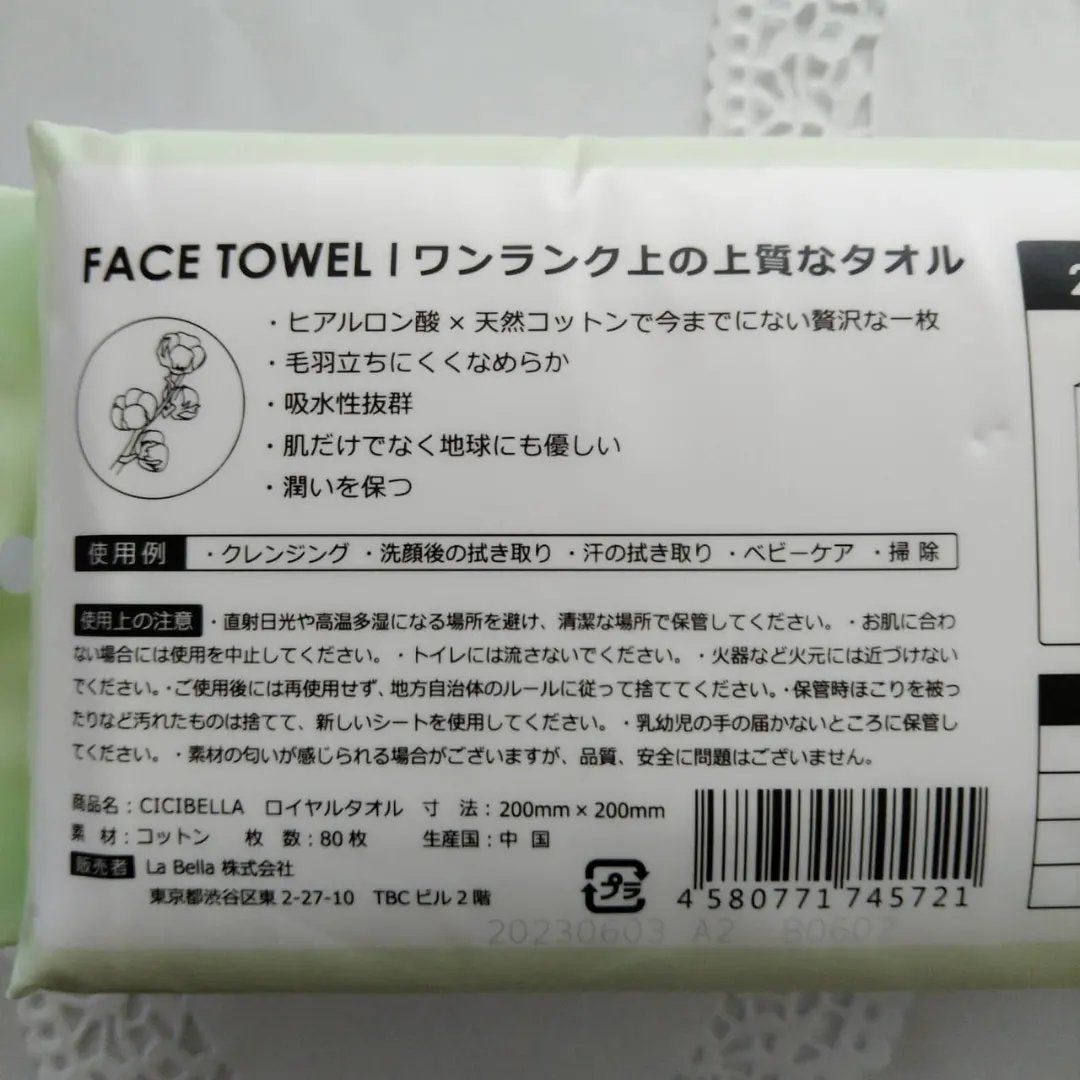 FACE TOWEL | ワンランク上の上質なタオル
・ヒアルロン酸 × 天然コットンで今までにない贅沢な一枚
・毛羽立ちにくくなめらか
・吸水性抜群
・肌だけでなく地球にも優しい
・潤いを保つ
使用例 ・クレンジング ・洗顔後の拭き取り ・汗の拭き取り ・ベビーケア ・掃除
使用上の注意 ・直射日光や高温多湿になる場所を避け、清潔な場所で保管してください。・お肌に合わ
ない場合には使用を中止してください。・トイレには流さないでください。・火器など火元には近づけない
でください。・ご使用後には再使用せず、地方自治体のルールに従って捨ててください。・保管時ほこりを被っ
たりなど汚れたものは捨てて、新しいシートを使用してください。・乳幼児の手の届かないところに保管し
てください。・素材の匂いが感じられる場合がございますが、品質、安全に問題はございません。
商品名：CICIBELLA ロイヤルタオル 寸 法：200mm × 200mm
素 材：コットン 枚 数：80枚 生産国：中 国
販売者 La Bella 株式会社
東京都渋谷区東 2-27-10 TBC ビル 2 階
プラ
4 580771 745721
20230603 A2 B0602
2